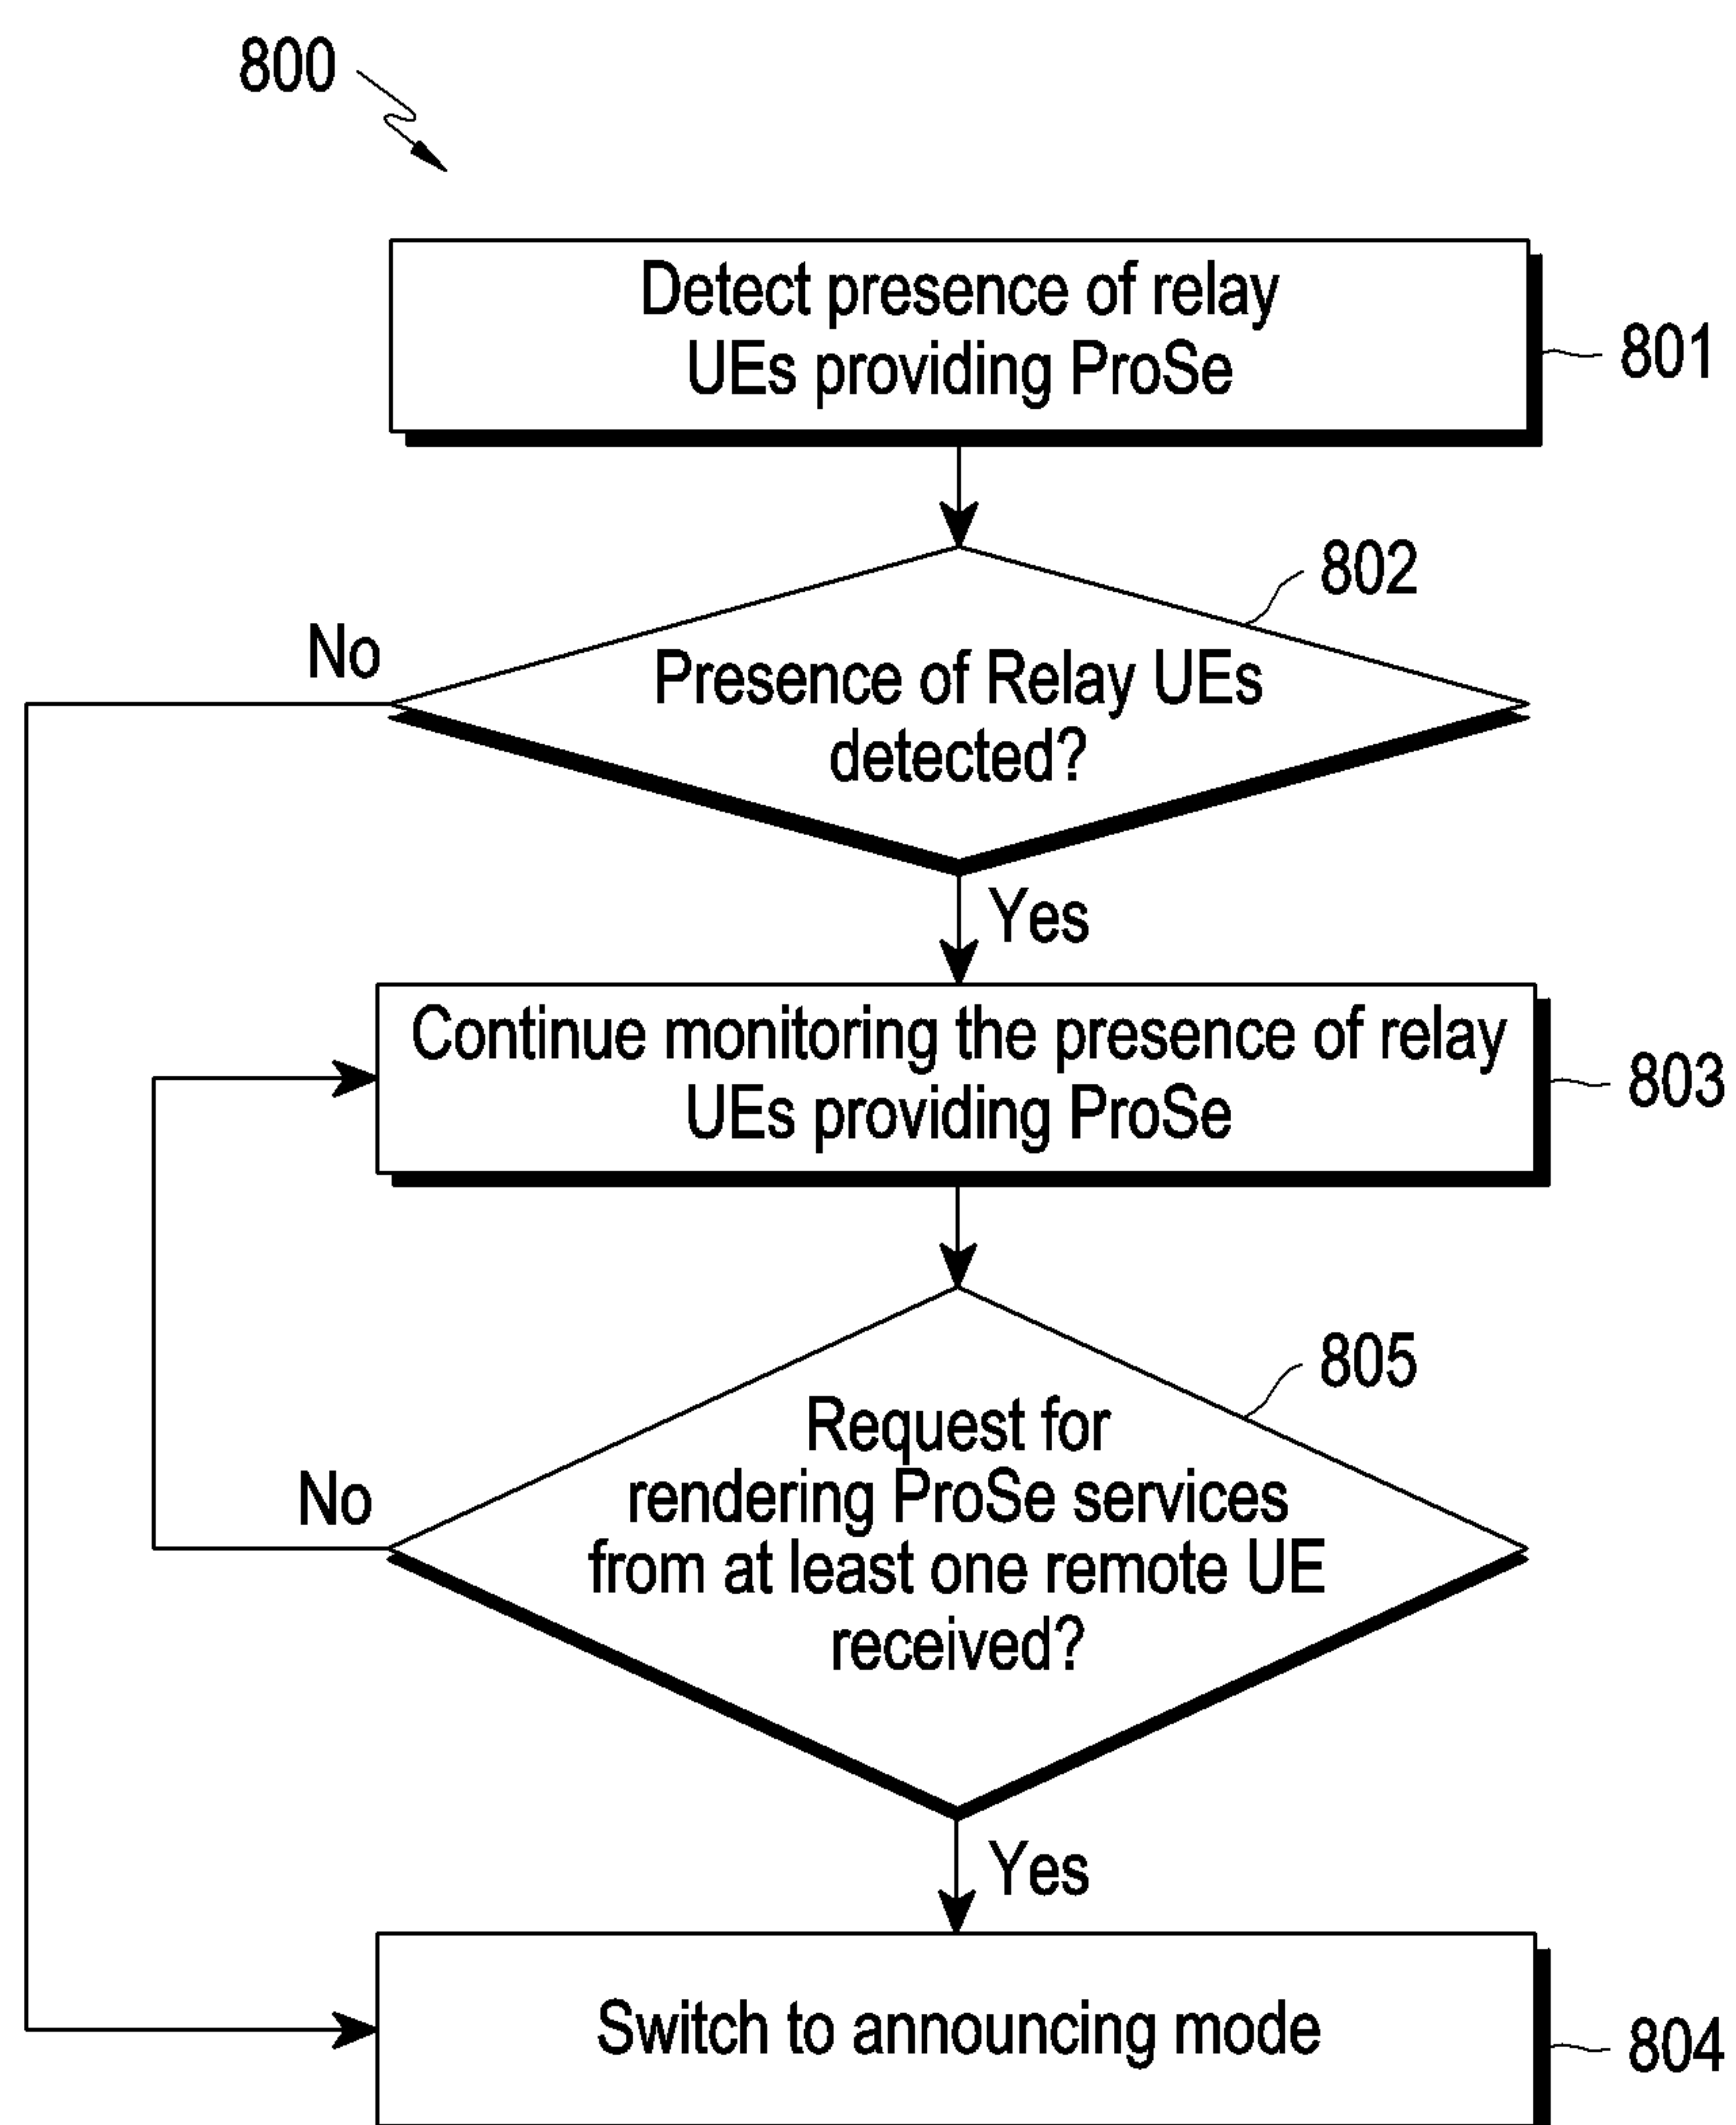 800
Detect presence of relay
UEs providing ProSe
801
802
No
Presence of Relay UEs
detected?
Yes
Continue monitoring the presence of relay
UEs providing ProSe
803
805
Request for
rendering ProSe services
from at least one remote UE
received?
No
Yes
Switch to announcing mode
804